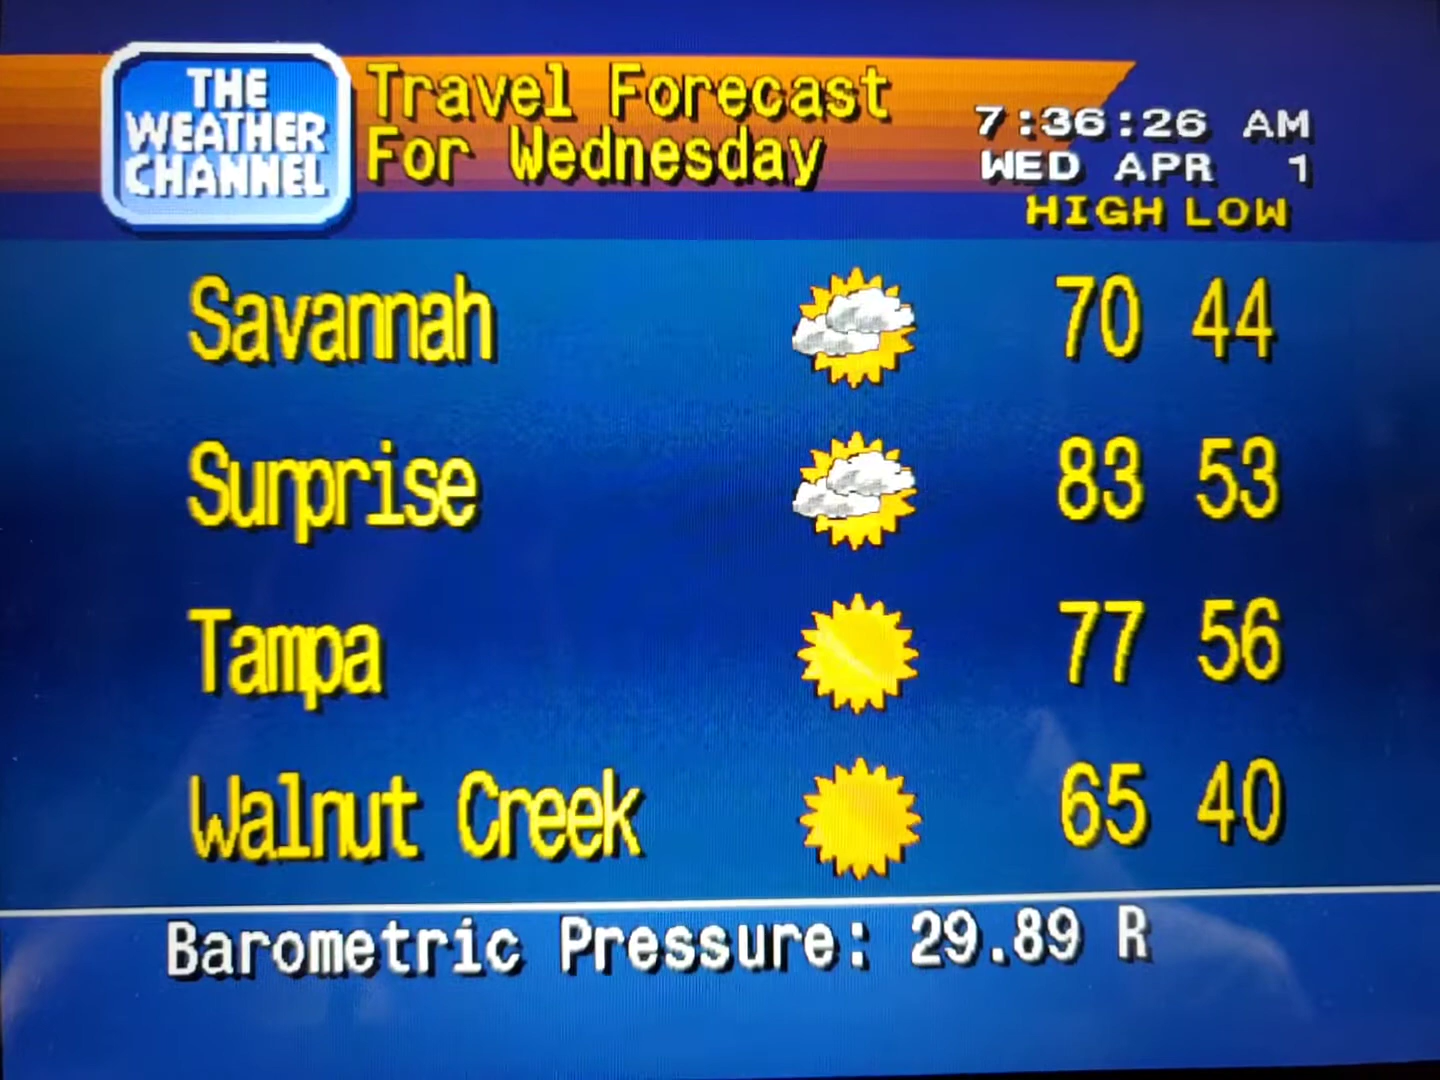 THE
WEATHER
CHANNEL
Travel Forecast
For Wednesday
7:36:26 AM
WED APR 1
HIGH LOW
Savannah 70 44
Surprise 83 53
Tampa 77 56
Walnut Creek 65 40
Barometric Pressure: 29.89 R